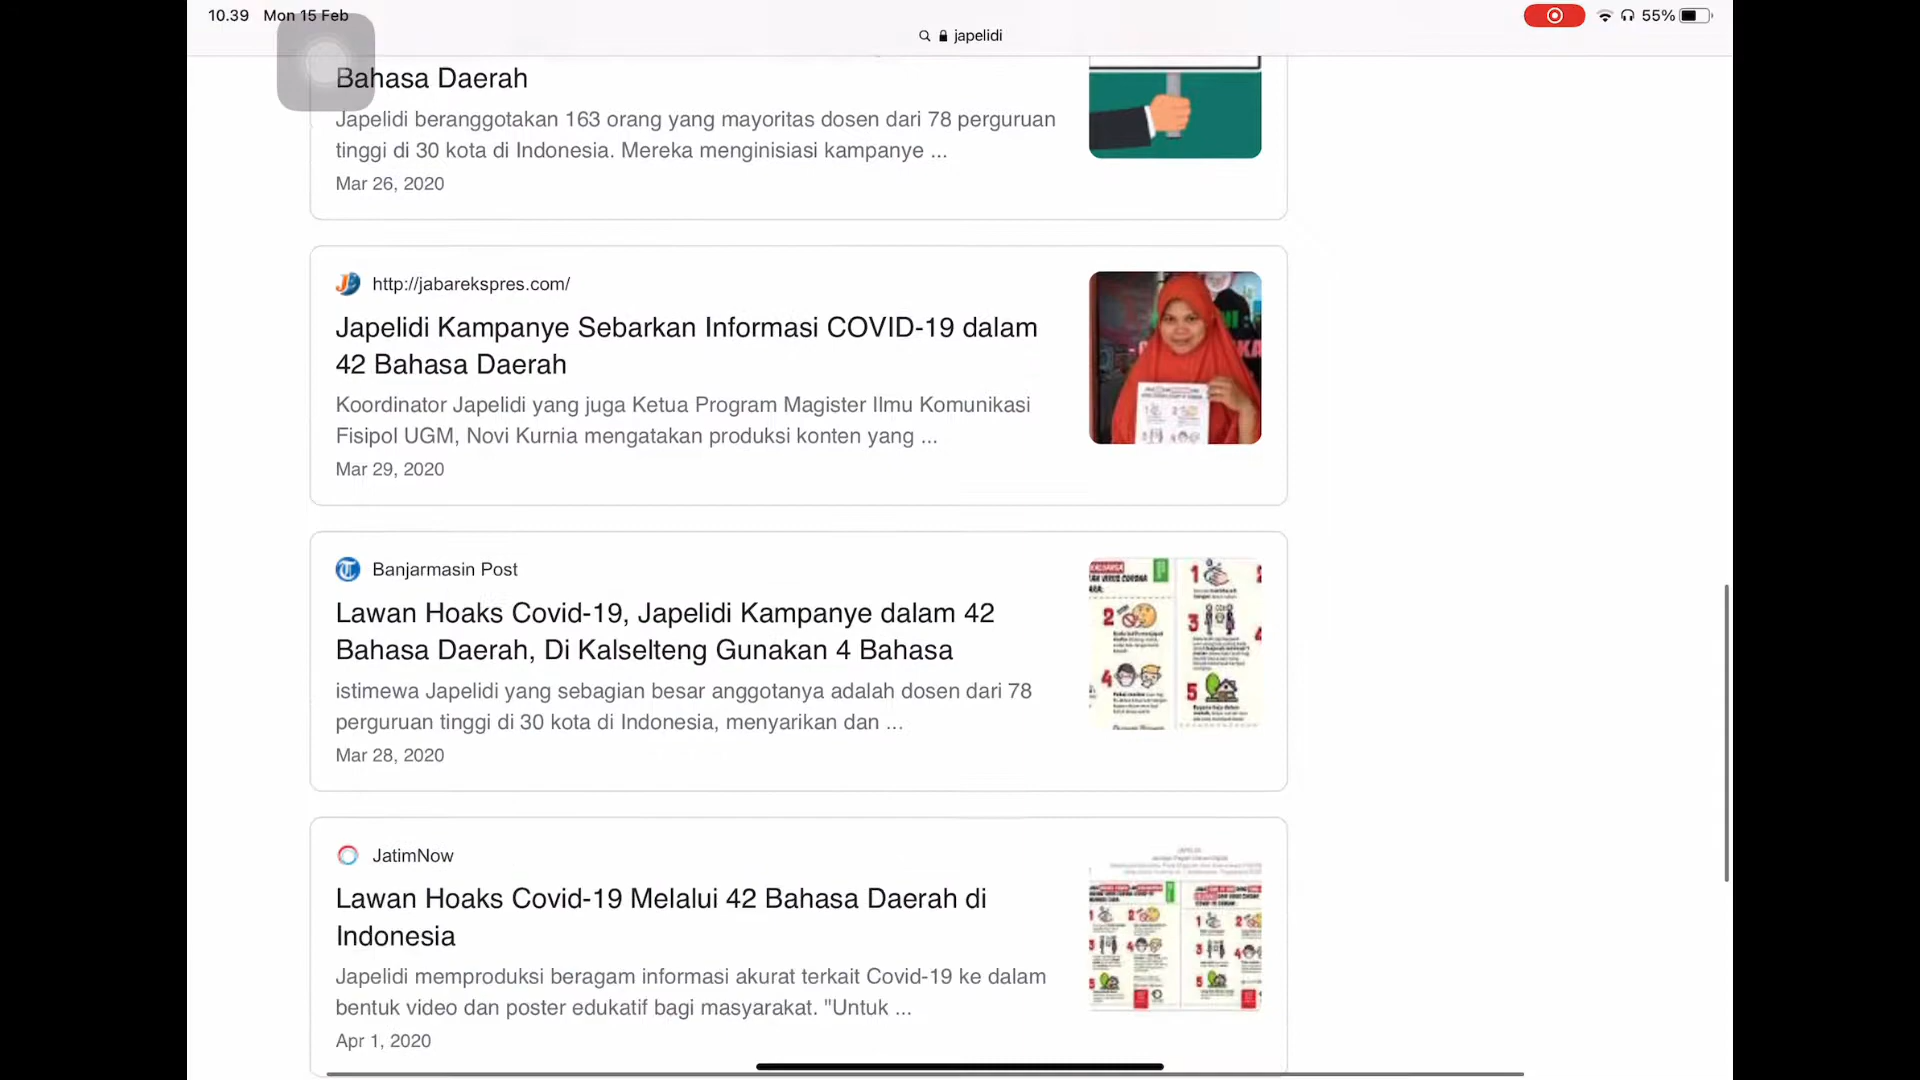 10.39 Mon 15 Feb
55%
japelidi
Bahasa Daerah
Japelidi beranggotakan 163 orang yang mayoritas dosen dari 78 perguruan
tinggi di 30 kota di Indonesia. Mereka menginisiasi kampanye ...
Mar 26, 2020
http://jabarekspres.com/
Japelidi Kampanye Sebarkan Informasi COVID-19 dalam
42 Bahasa Daerah
Koordinator Japelidi yang juga Ketua Program Magister Ilmu Komunikasi
Fisipol UGM, Novi Kurnia mengatakan produksi konten yang ...
Mar 29, 2020
Banjarmasin Post
Lawan Hoaks Covid-19, Japelidi Kampanye dalam 42
Bahasa Daerah, Di Kalselteng Gunakan 4 Bahasa
istimewa Japelidi yang sebagian besar anggotanya adalah dosen dari 78
perguruan tinggi di 30 kota di Indonesia, menyarikan dan ...
Mar 28, 2020
JatimNow
Lawan Hoaks Covid-19 Melalui 42 Bahasa Daerah di
Indonesia
Japelidi memproduksi beragam informasi akurat terkait Covid-19 ke dalam
bentuk video dan poster edukatif bagi masyarakat. "Untuk ...
Apr 1, 2020